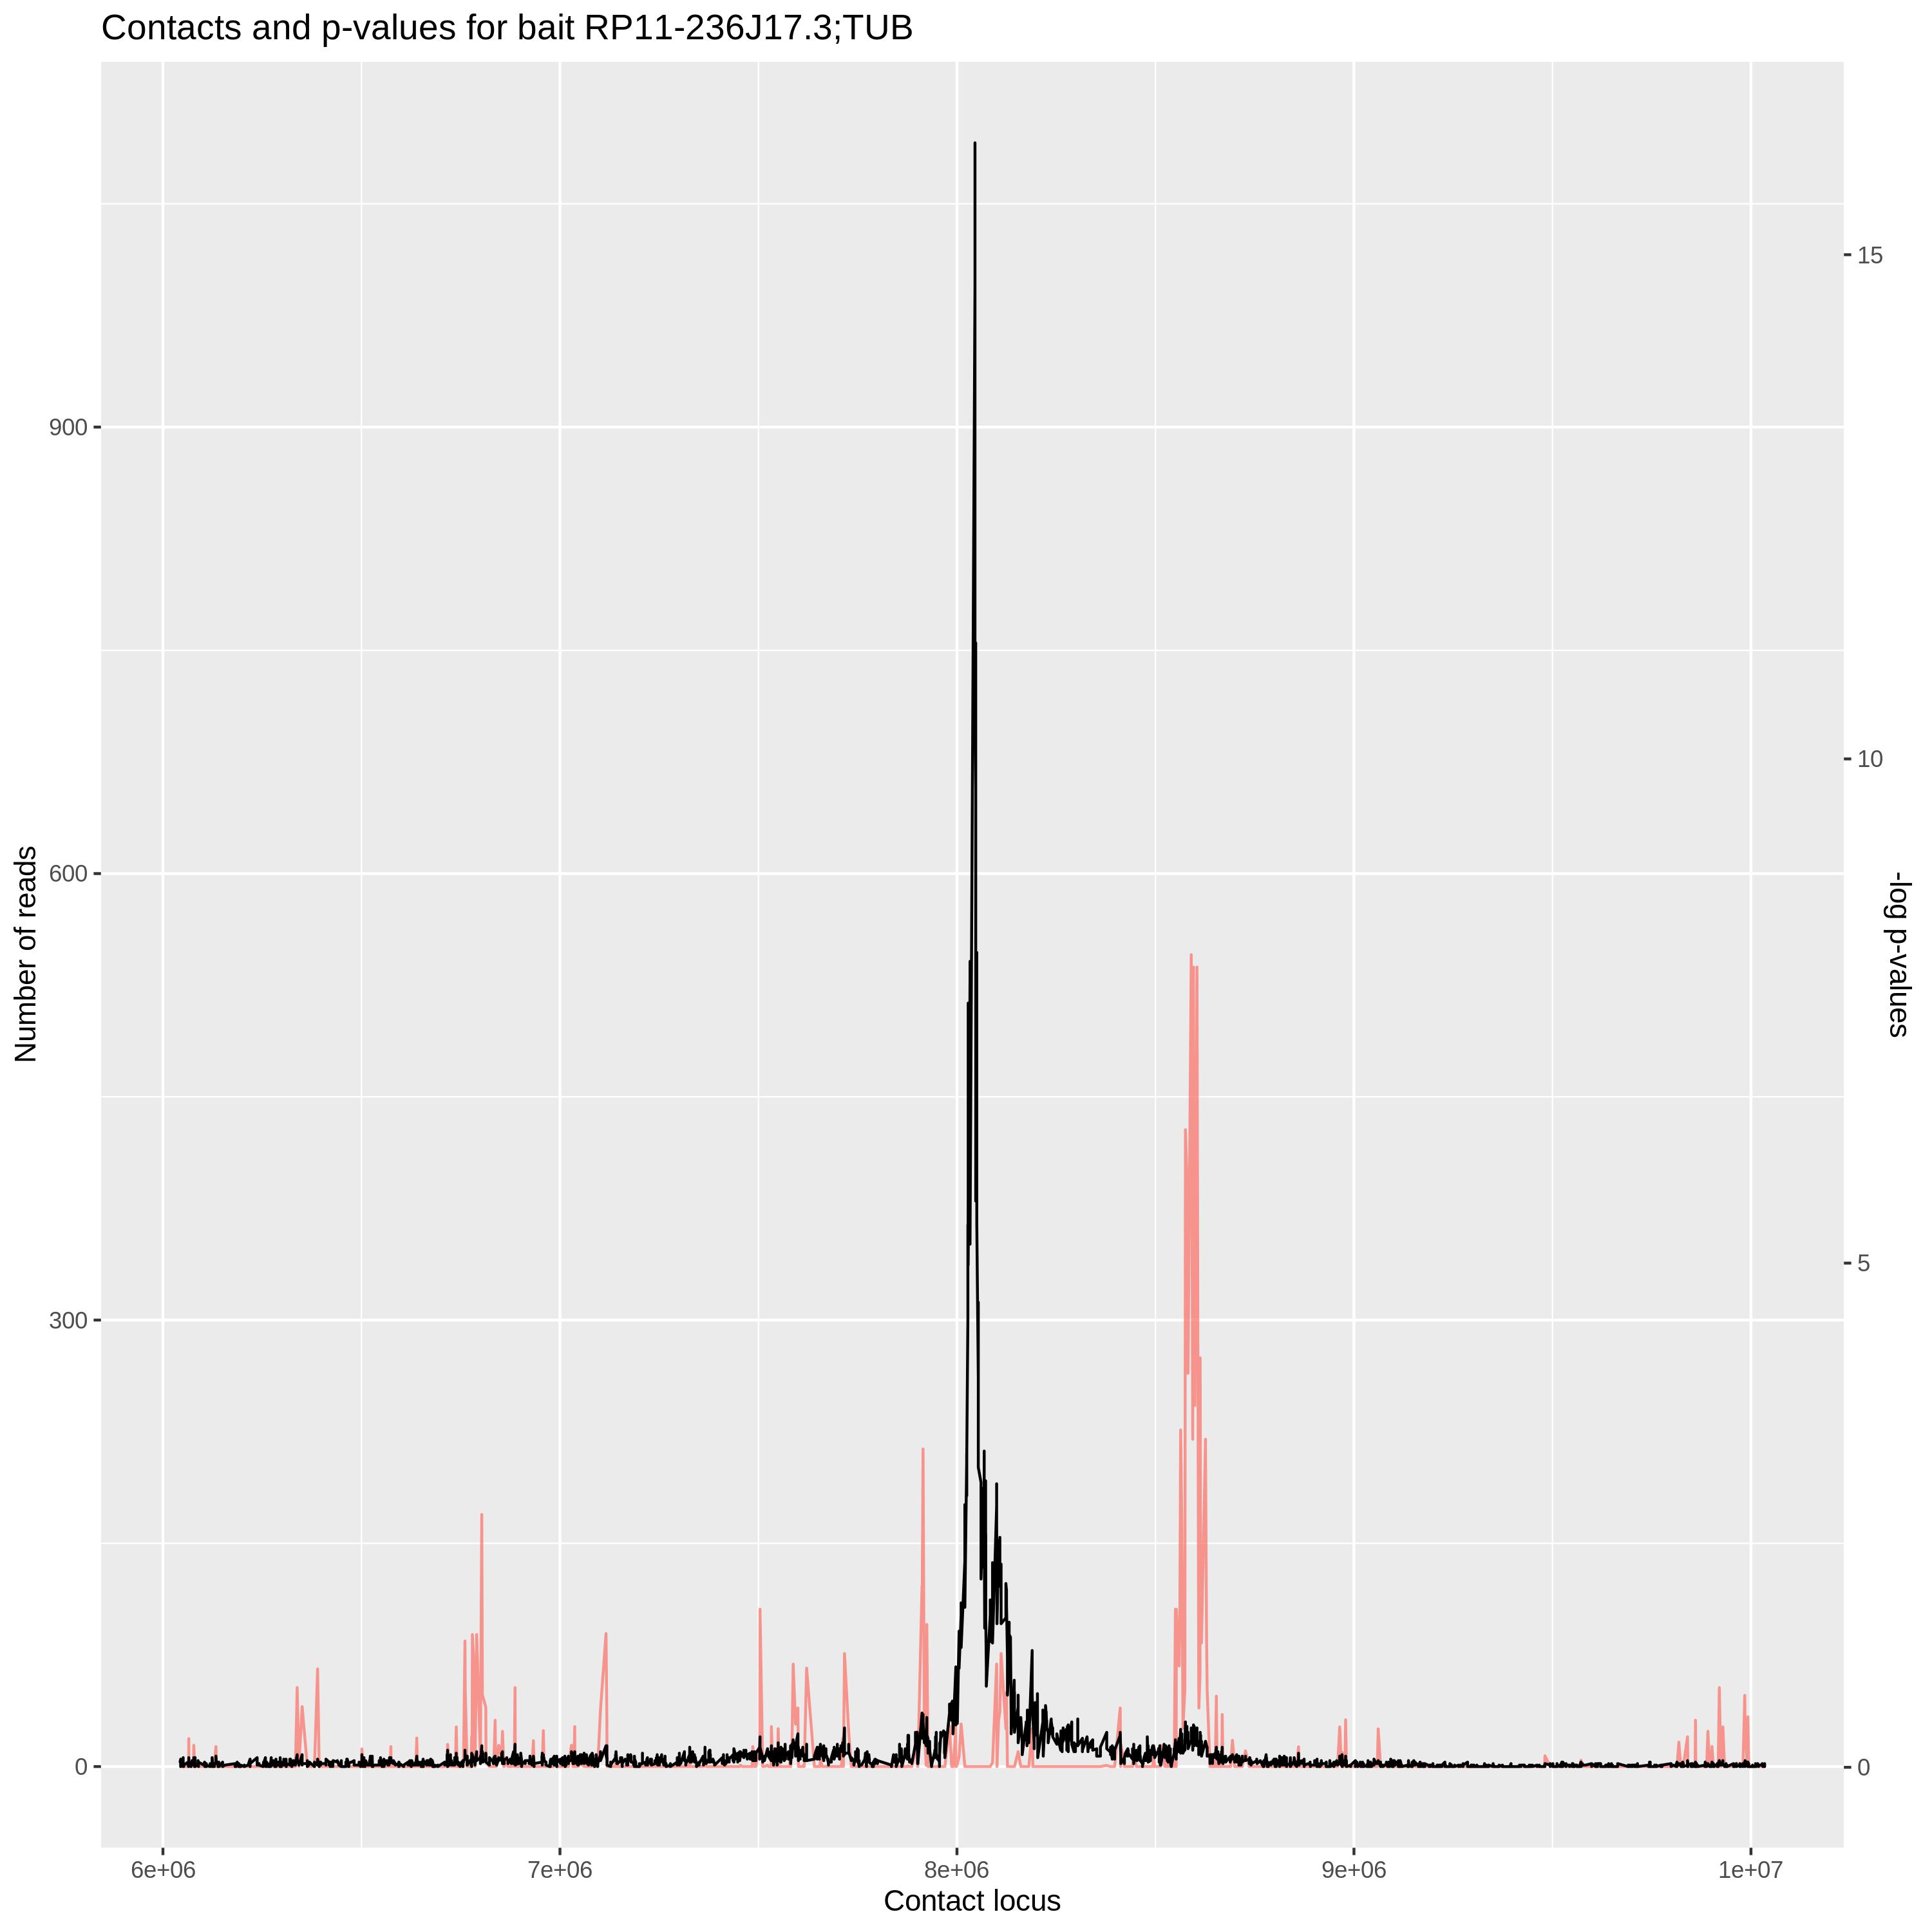 Contacts and p-values for bait RP11-236J17.3;TUB
Number of reads
900
600
300
0
15
10
5
0
-log p-values
6e+06
7e+06
8e+06
9e+06
1e+07
Contact locus